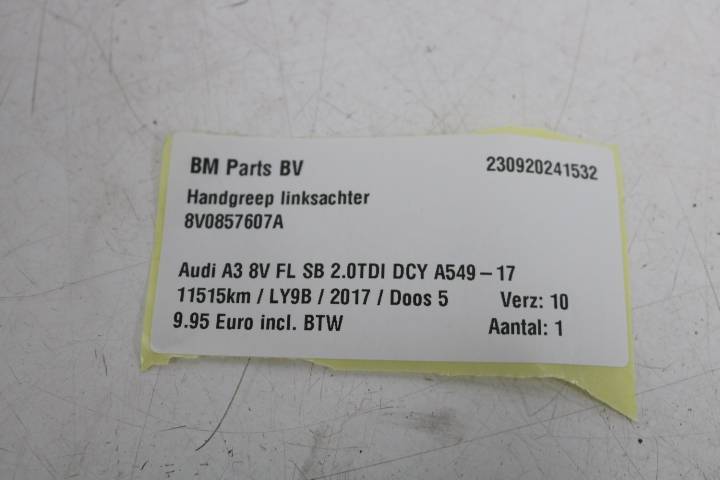 BM Parts BV 230920241532
Handgreep linksachter
8V0857607A
Audi A3 8V FL SB 2.0TDI DCY A549-17
11515km / LY9B / 2017 / Doos 5 Verz: 10
9.95 Euro incl. BTW Aantal: 1